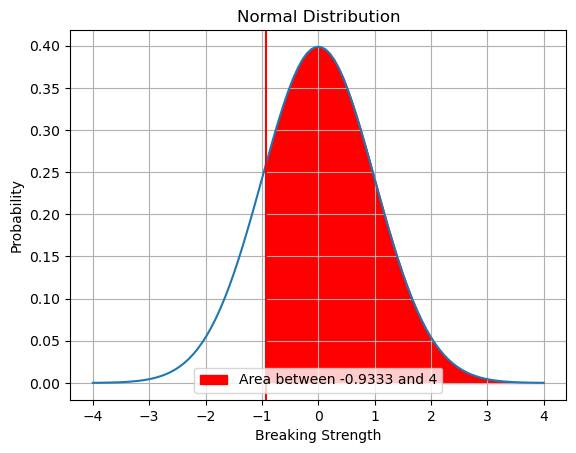 Normal Distribution
0.40
0.35
0.30
0.25
0.20
0.15
0.10
0.05
0.00
Probability
Area between -0.9333 and 4
−4 −3 −2 −1 0 1 2 3 4
Breaking Strength